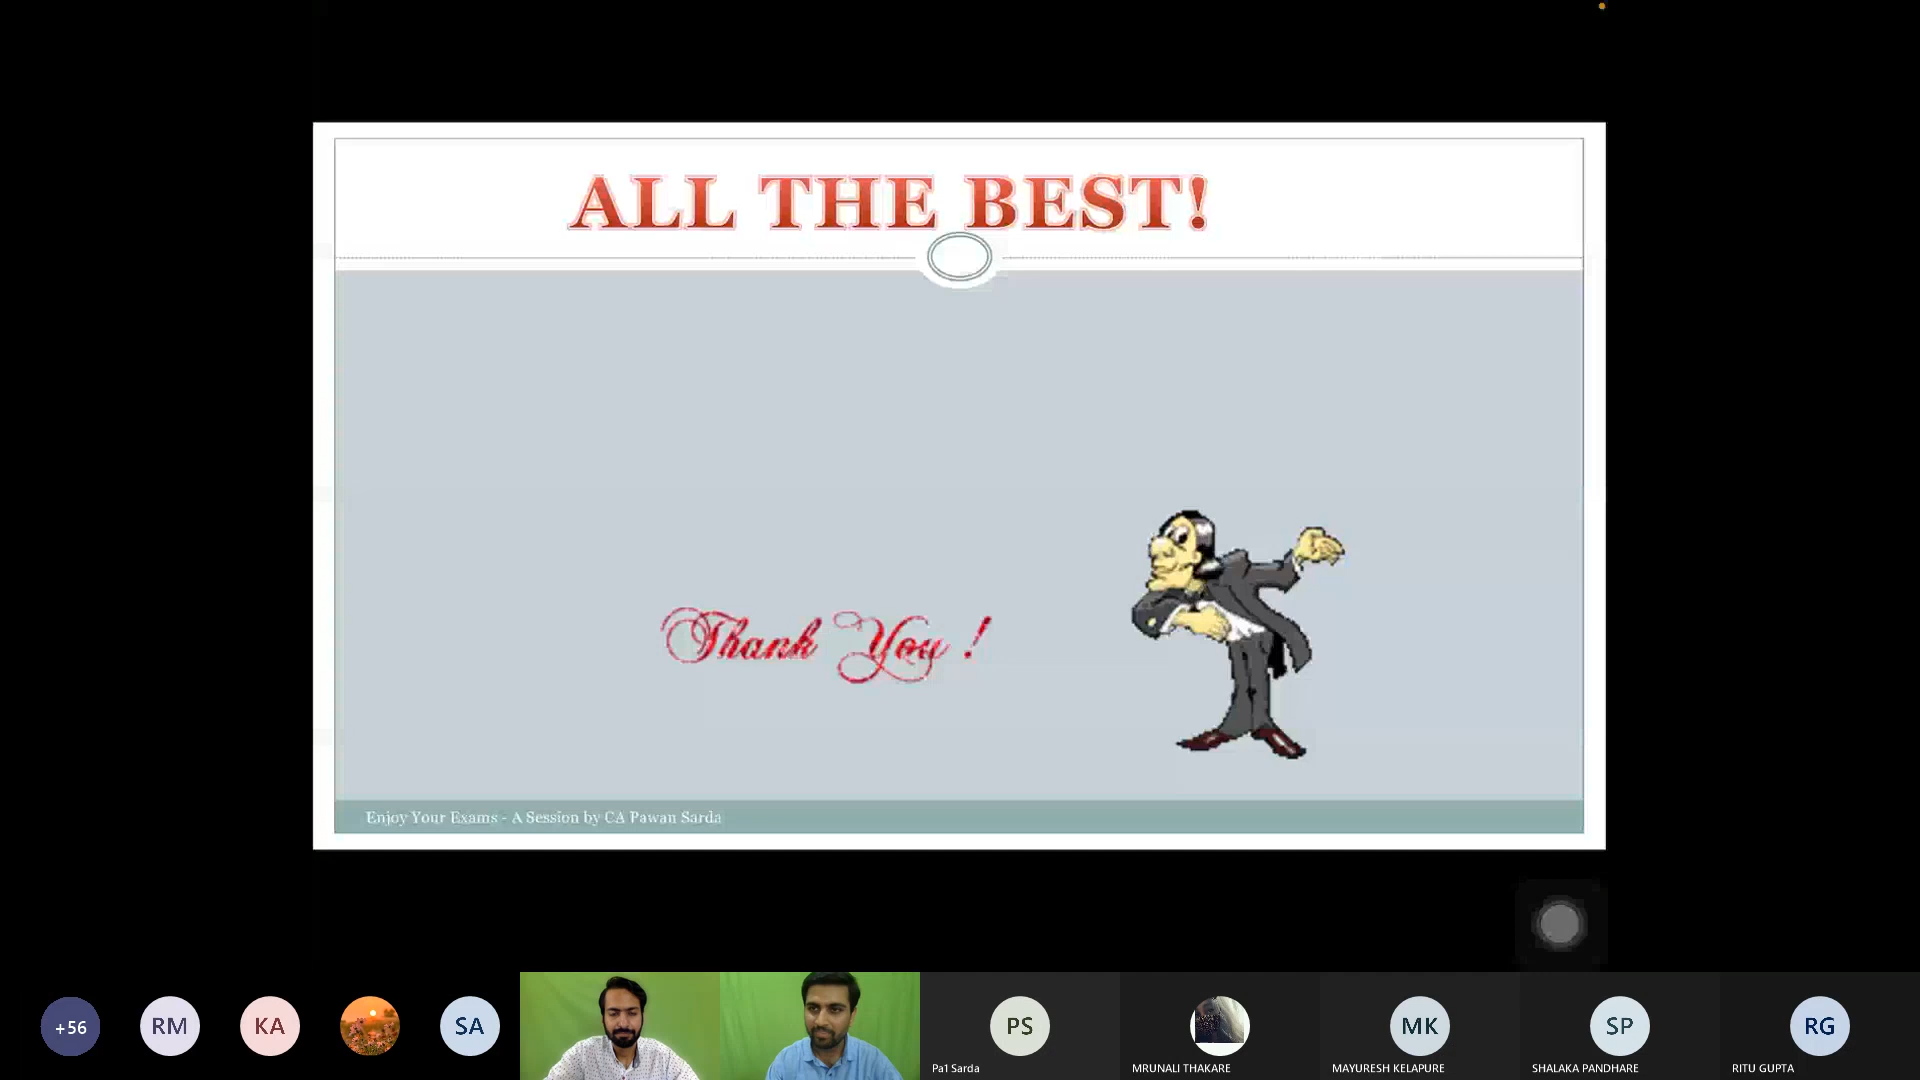 ALL THE BEST!
Thank You !
Enjoy Your Exams - A Session by CA Pawan Sarda
+56
RM
KA
SA
PS
MK
SP
RG
Pa1 Sarda
MRUNALI THAKARE
MAYURESH KELAPURE
SHALAKA PANDHARE
RITU GUPTA